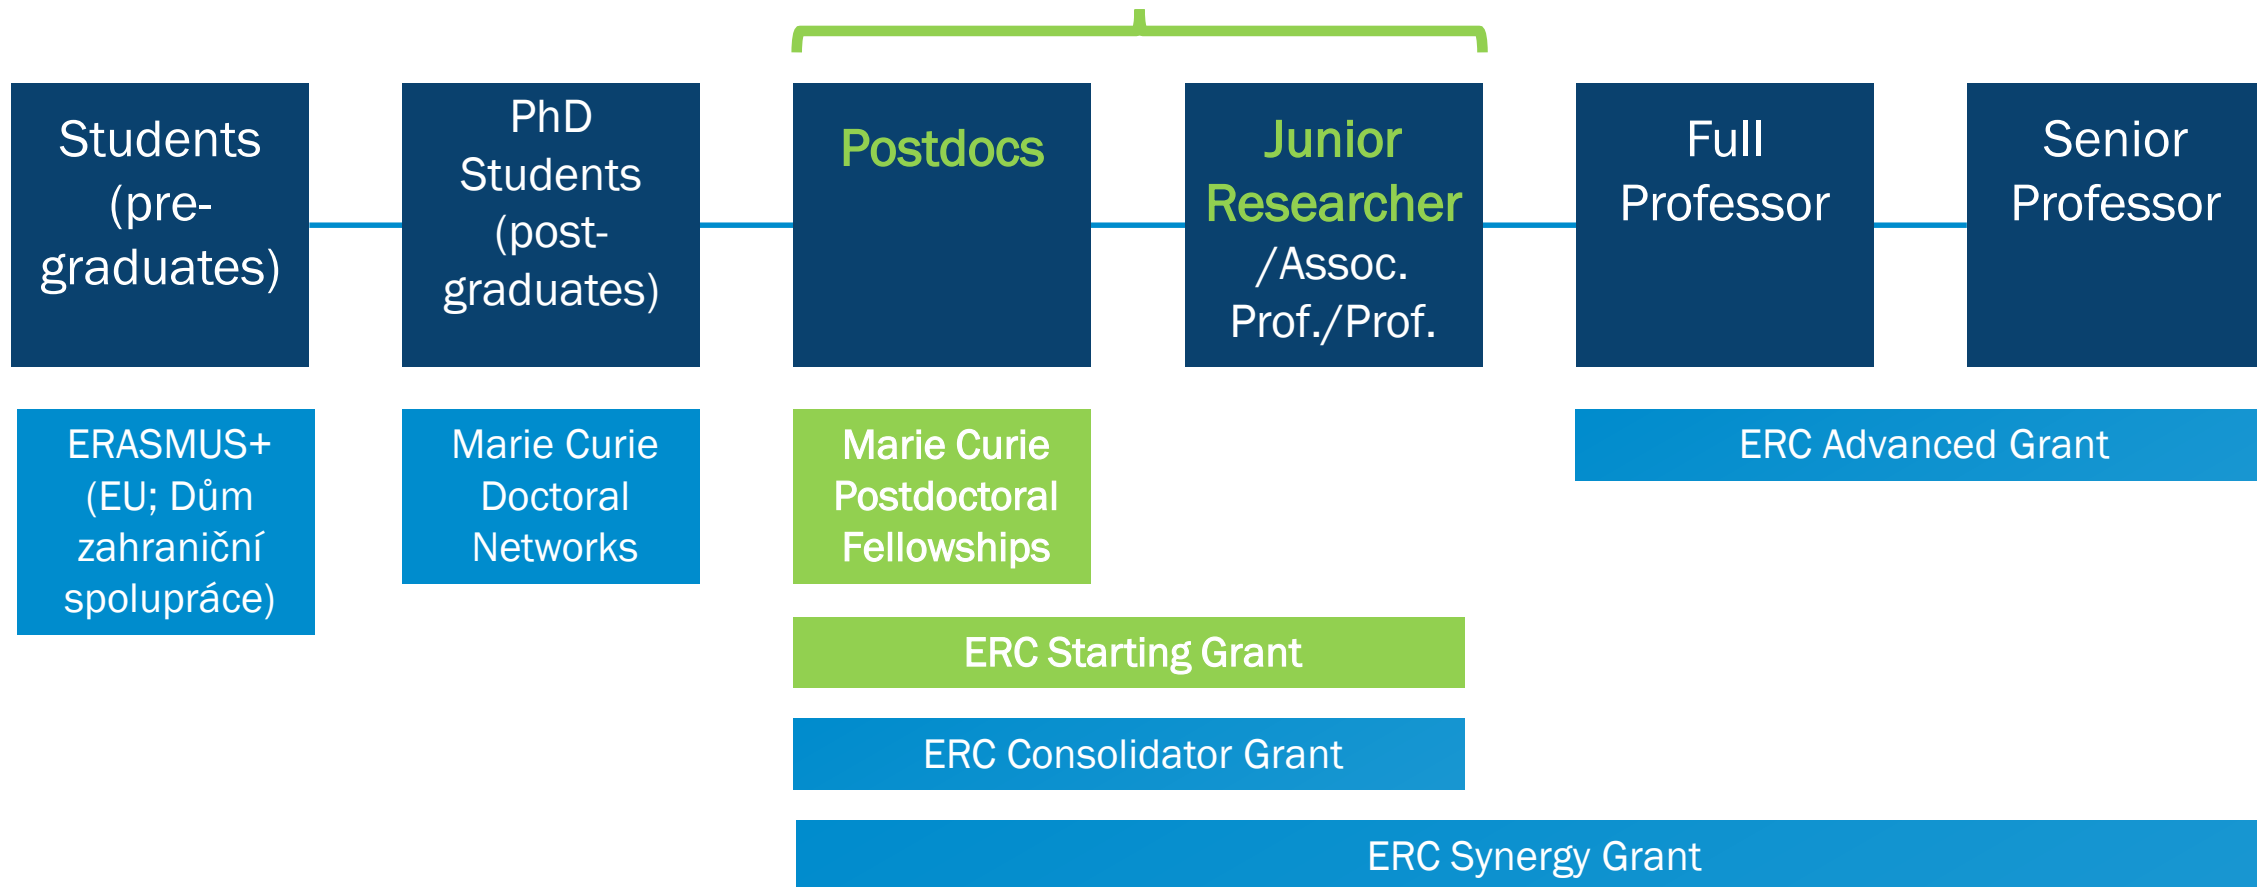 Students
(pre-
graduates)
PhD
Students
(post-
graduates)
Postdocs
Junior
Researcher
/Assoc.
Prof./Prof.
Full
Professor
Senior
Professor
ERASMUS+
(EU; Dům
zahraniční
spolupráce)
Marie Curie
Doctoral
Networks
Marie Curie
Postdoctoral
Fellowships
ERC Advanced Grant
ERC Starting Grant
ERC Consolidator Grant
ERC Synergy Grant